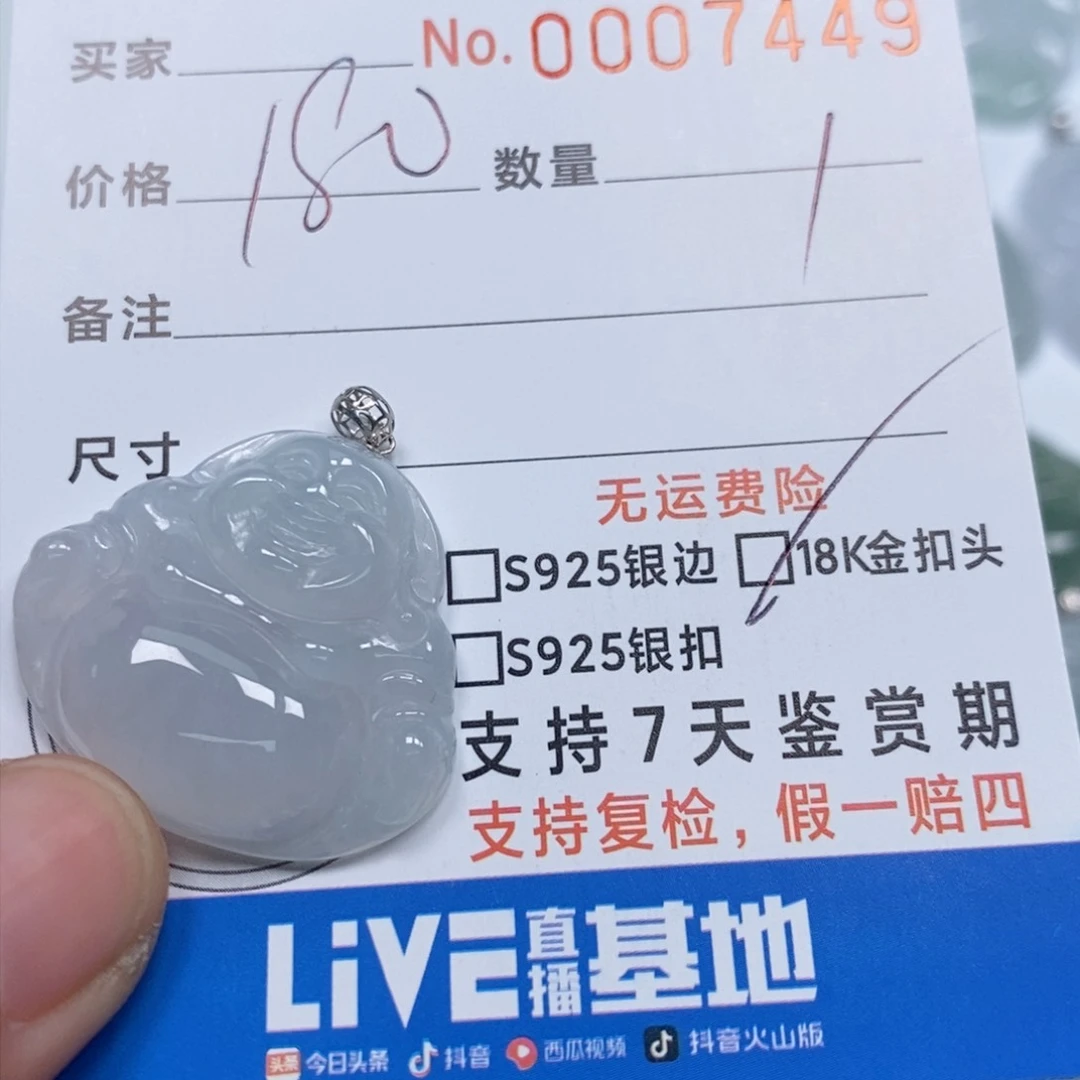 买家 No. 0007449
价格 180 数量 1
备注
尺寸
无运费险
S925银边 18K金扣头
S925银扣
支持7天鉴赏期
支持复检，假一赔四
LiVE直播基地
头条 今日头条 抖音 西瓜视频 抖音火山版